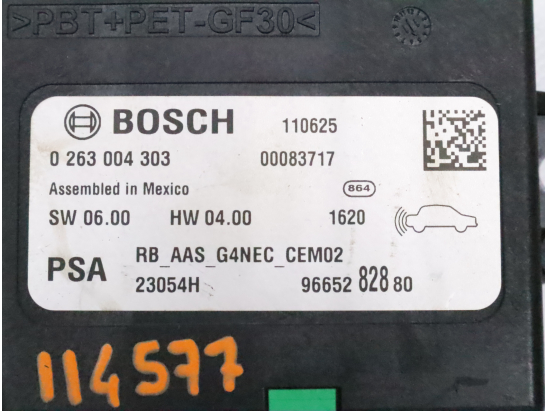 >PBT+PET-GF30<
BOSCH 110625
0 263 004 303 00083717
Assembled in Mexico 864
SW 06.00 HW 04.00 1620
PSA RB_AAS_G4NEC_CEM02
23054H 96652 828 80
114577